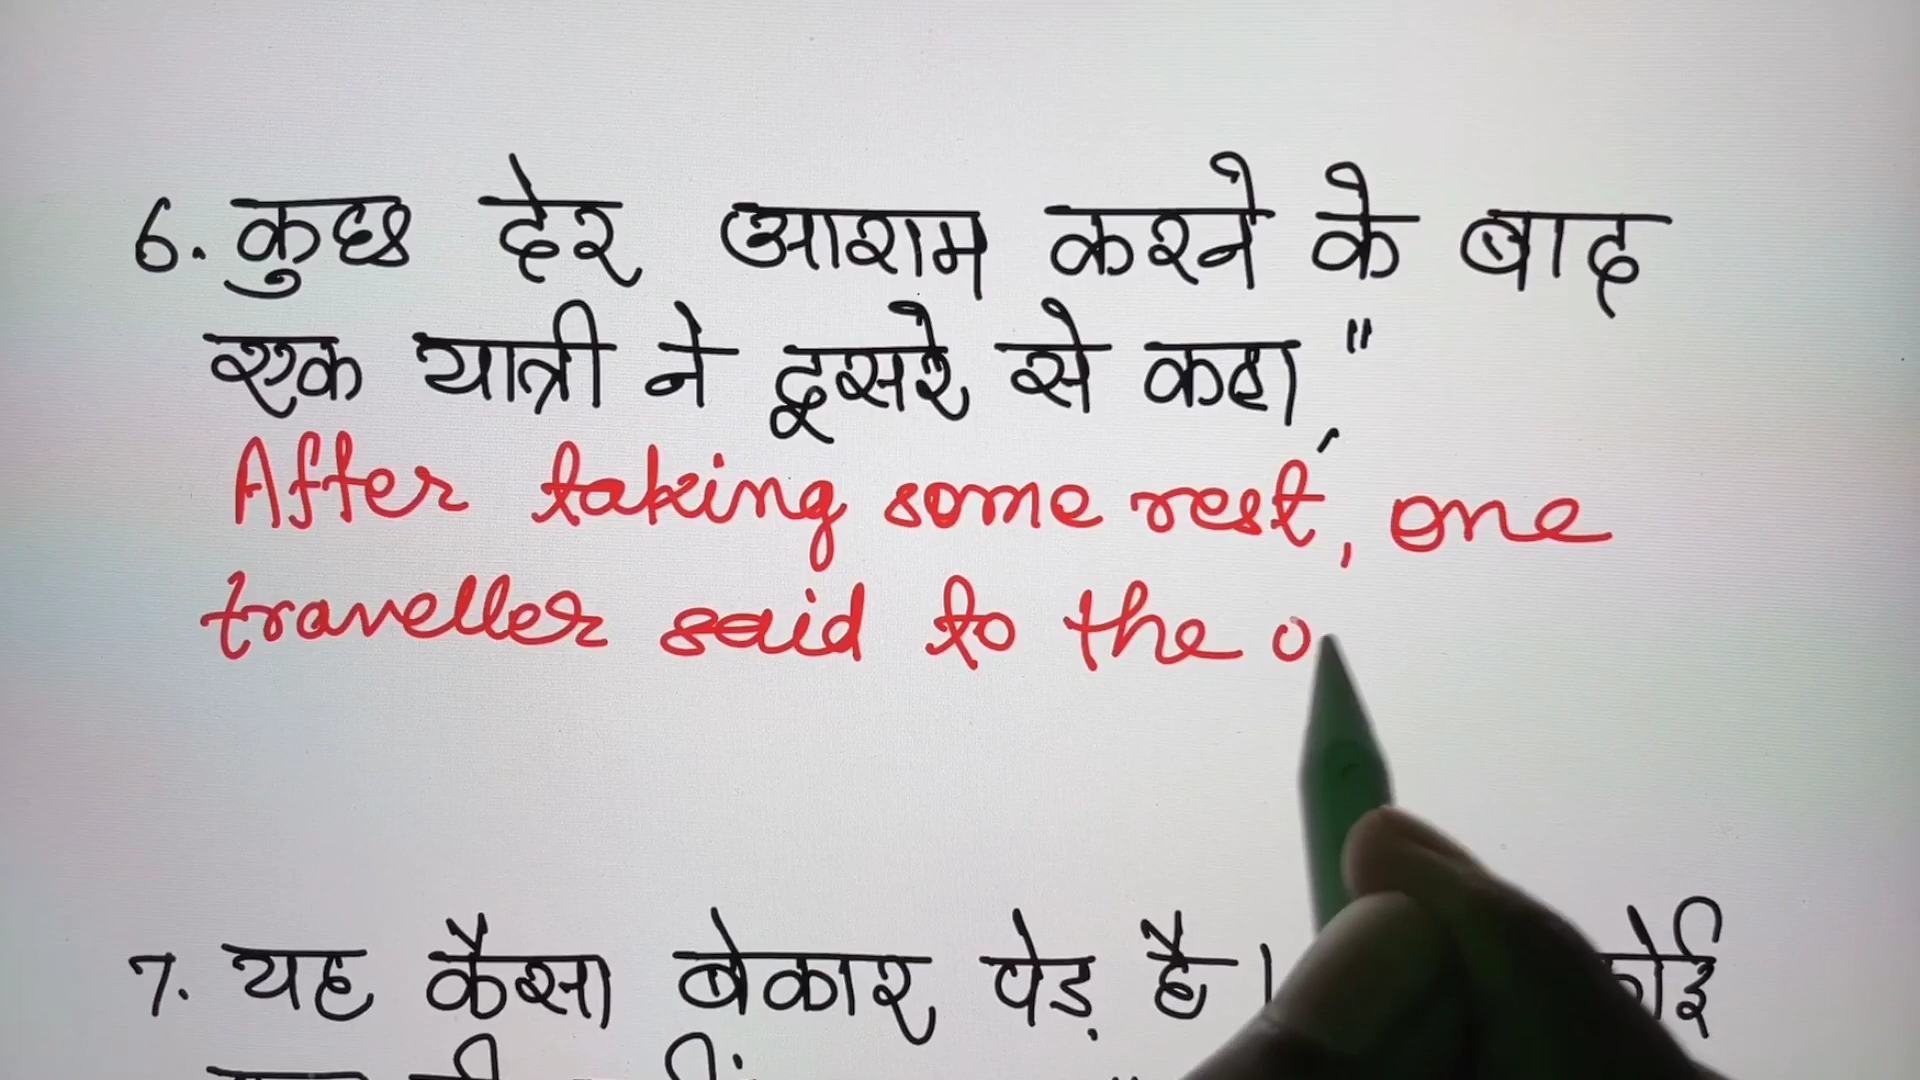 6. कुछ देर आराम करने के बाद
एक यात्री ने दूसरे से कहा,"
After taking some rest, one
traveller said to the o
7. यह कैसा बेकार पेड़ है।